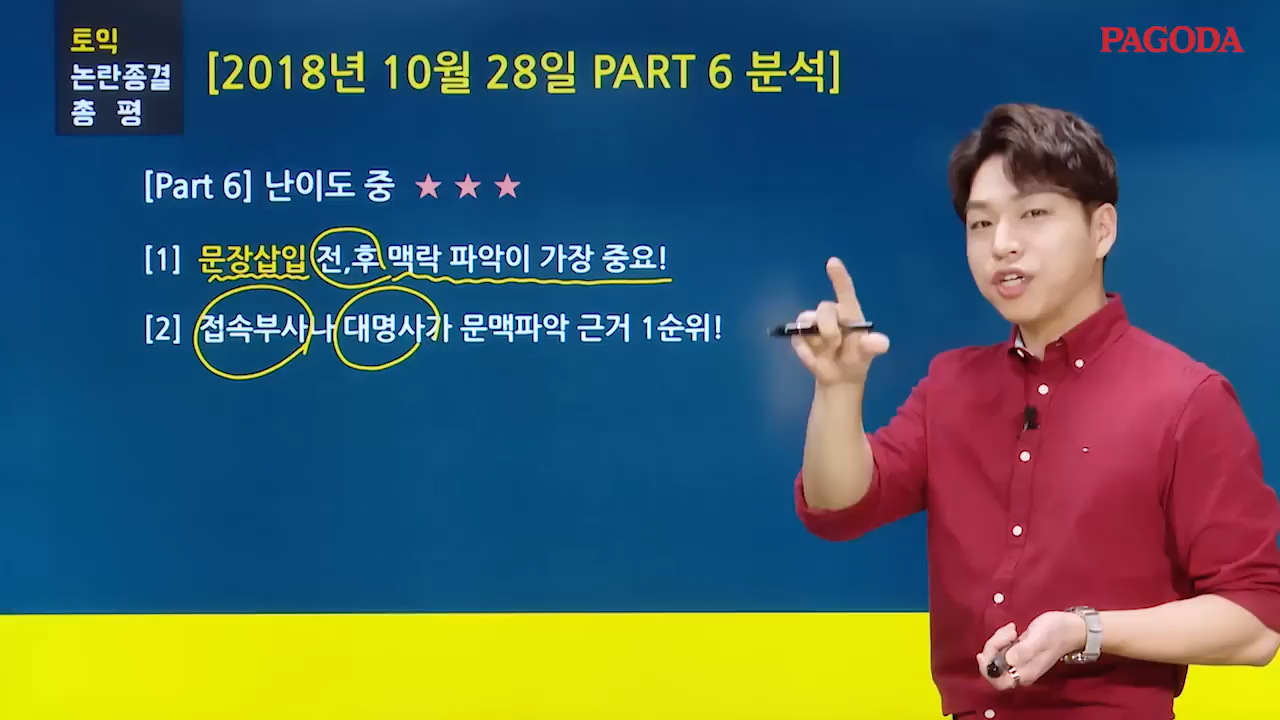 토익
논란종결
총 평
PAGODA
[2018년 10월 28일 PART 6 분석]
[Part 6] 난이도 중 ★ ★ ★
[1] 문장삽입 전,후 맥락 파악이 가장 중요!
[2] 접속부사나 대명사가 문맥파악 근거 1순위!